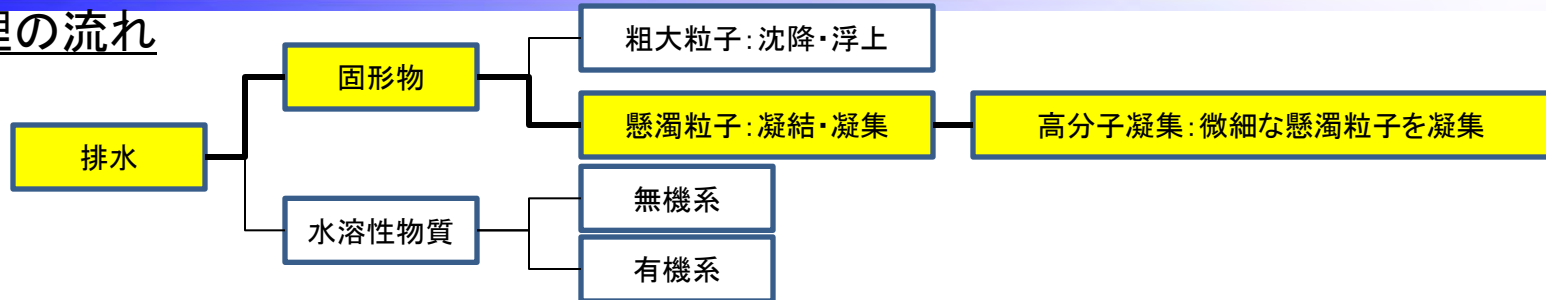 理の流れ
排水
固形物
粗大粒子:沈降・浮上
懸濁粒子:凝結・凝集
高分子凝集:微細な懸濁粒子を凝集
水溶性物質
無機系
有機系